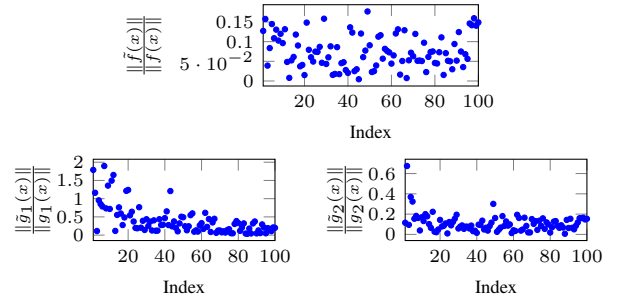 ‖f̃(x)‖ / ‖f(x)‖
0.15
0.1
5 · 10⁻²
0
20 40 60 80 100
Index
‖g̃₁(x)‖ / ‖g₁(x)‖
2
1.5
1
0.5
0
0 20 40 60 80 100
Index
‖g̃₂(x)‖ / ‖g₂(x)‖
0.6
0.4
0.2
0
0 20 40 60 80 100
Index